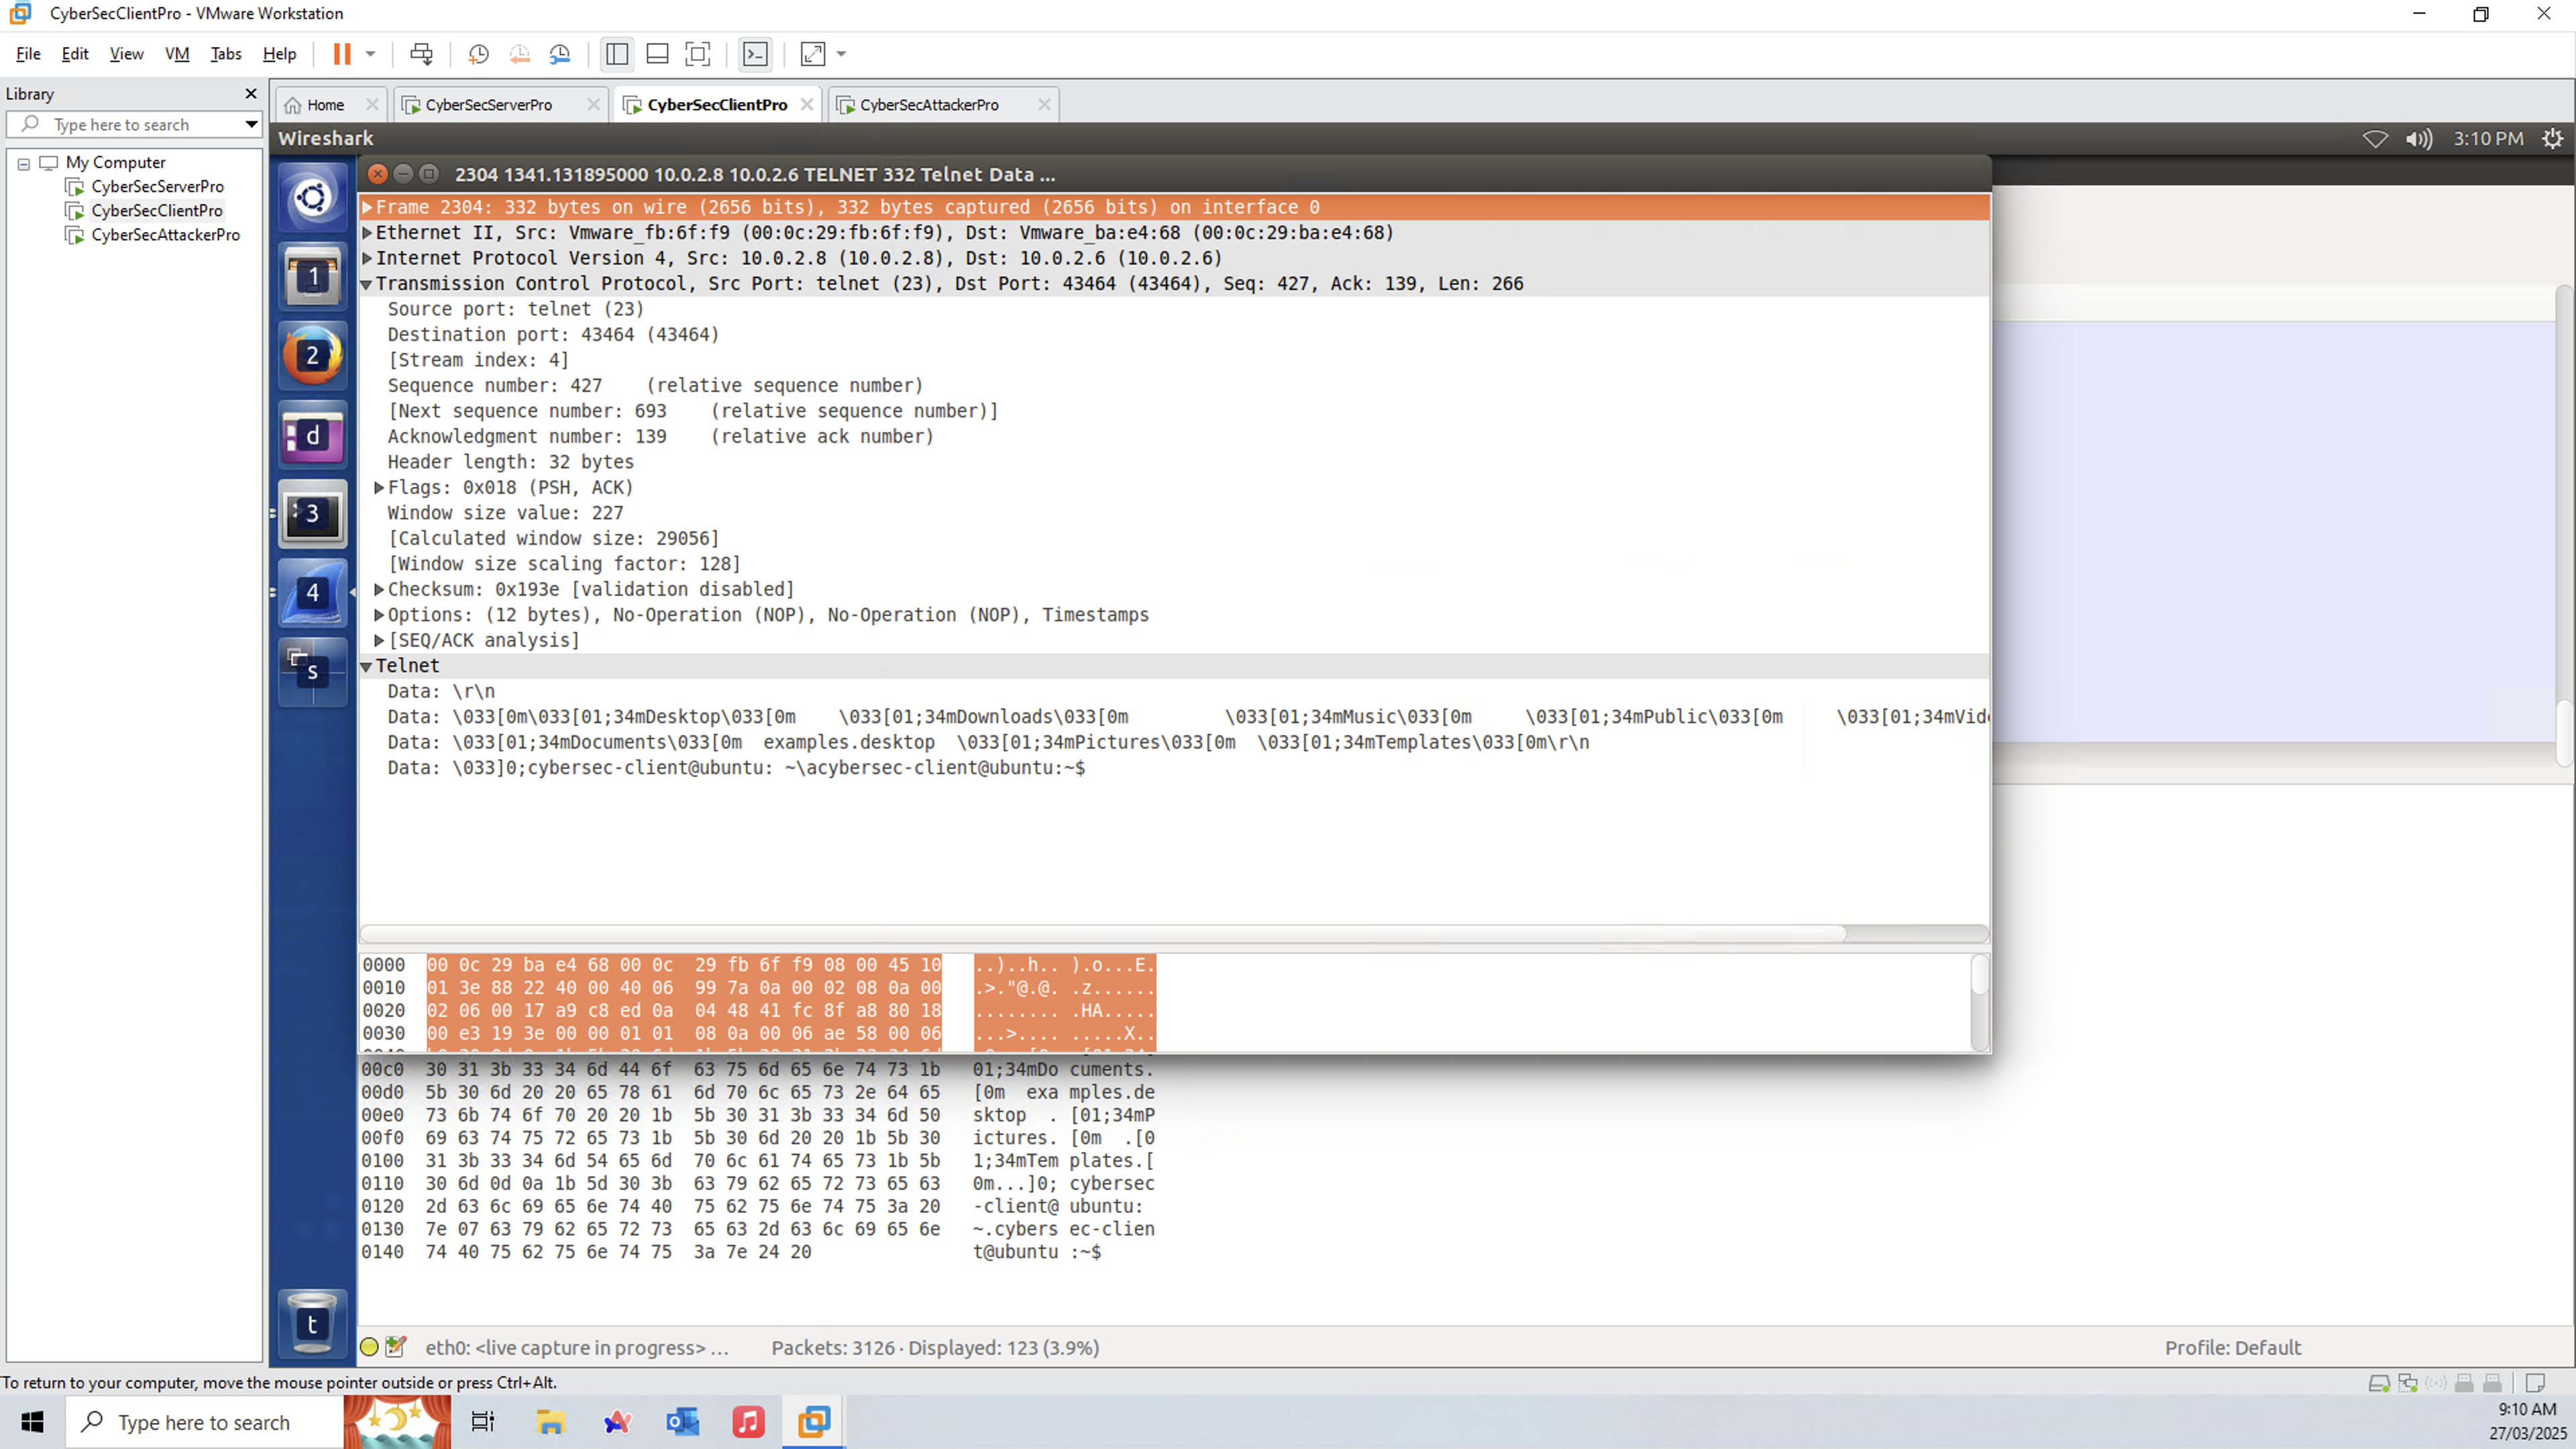 CyberSecClientPro - VMware Workstation
File Edit View VM Tabs Help
Library
Type here to search
My Computer
CyberSecServerPro
CyberSecClientPro
CyberSecAttackerPro
Home CyberSecServerPro CyberSecClientPro CyberSecAttackerPro
Wireshark 3:10 PM
2304 1341.131895000 10.0.2.8 10.0.2.6 TELNET 332 Telnet Data ...
Frame 2304: 332 bytes on wire (2656 bits), 332 bytes captured (2656 bits) on interface 0
Ethernet II, Src: Vmware_fb:6f:f9 (00:0c:29:fb:6f:f9), Dst: Vmware_ba:e4:68 (00:0c:29:ba:e4:68)
Internet Protocol Version 4, Src: 10.0.2.8 (10.0.2.8), Dst: 10.0.2.6 (10.0.2.6)
Transmission Control Protocol, Src Port: telnet (23), Dst Port: 43464 (43464), Seq: 427, Ack: 139, Len: 266
Source port: telnet (23)
Destination port: 43464 (43464)
[Stream index: 4]
Sequence number: 427    (relative sequence number)
[Next sequence number: 693    (relative sequence number)]
Acknowledgment number: 139    (relative ack number)
Header length: 32 bytes
Flags: 0x018 (PSH, ACK)
Window size value: 227
[Calculated window size: 29056]
[Window size scaling factor: 128]
Checksum: 0x193e [validation disabled]
Options: (12 bytes), No-Operation (NOP), No-Operation (NOP), Timestamps
[SEQ/ACK analysis]
Telnet
Data: \r\n
Data: \033[0m\033[01;34mDesktop\033[0m    \033[01;34mDownloads\033[0m         \033[01;34mMusic\033[0m     \033[01;34mPublic\033[0m     \033[01;34mVid
Data: \033[01;34mDocuments\033[0m  examples.desktop  \033[01;34mPictures\033[0m  \033[01;34mTemplates\033[0m\r\n
Data: \033]0;cybersec-client@ubuntu: ~\acybersec-client@ubuntu:~$
1
2
d
3
4
s
t
0000  00 0c 29 ba e4 68 00 0c  29 fb 6f f9 08 00 45 10   ..)..h.. ).o...E.
0010  01 3e 88 22 40 00 40 06  99 7a 0a 00 02 08 0a 00   .>."@.@. .z......
0020  02 06 00 17 a9 c8 ed 0a  04 48 41 fc 8f a8 80 18   ........ .HA.....
0030  00 e3 19 3e 00 00 01 01  08 0a 00 06 ae 58 00 06   ...>.... .....X..
00c0  30 31 3b 33 34 6d 44 6f  63 75 6d 65 6e 74 73 1b   01;34mDo cuments.
00d0  5b 30 6d 20 20 65 78 61  6d 70 6c 65 73 2e 64 65   [0m  exa mples.de
00e0  73 6b 74 6f 70 20 20 1b  5b 30 31 3b 33 34 6d 50   sktop  . [01;34mP
00f0  69 63 74 75 72 65 73 1b  5b 30 6d 20 20 1b 5b 30   ictures. [0m  .[0
0100  31 3b 33 34 6d 54 65 6d  70 6c 61 74 65 73 1b 5b   1;34mTem plates.[
0110  30 6d 0d 0a 1b 5d 30 3b  63 79 62 65 72 73 65 63   0m...]0; cybersec
0120  2d 63 6c 69 65 6e 74 40  75 62 75 6e 74 75 3a 20   -client@ ubuntu:
0130  7e 07 63 79 62 65 72 73  65 63 2d 63 6c 69 65 6e   ~.cybers ec-clien
0140  74 40 75 62 75 6e 74 75  3a 7e 24 20   t@ubuntu :~$
eth0: <live capture in progress> ... Packets: 3126 · Displayed: 123 (3.9%) Profile: Default
To return to your computer, move the mouse pointer outside or press Ctrl+Alt.
Type here to search
9:10 AM
27/03/2025